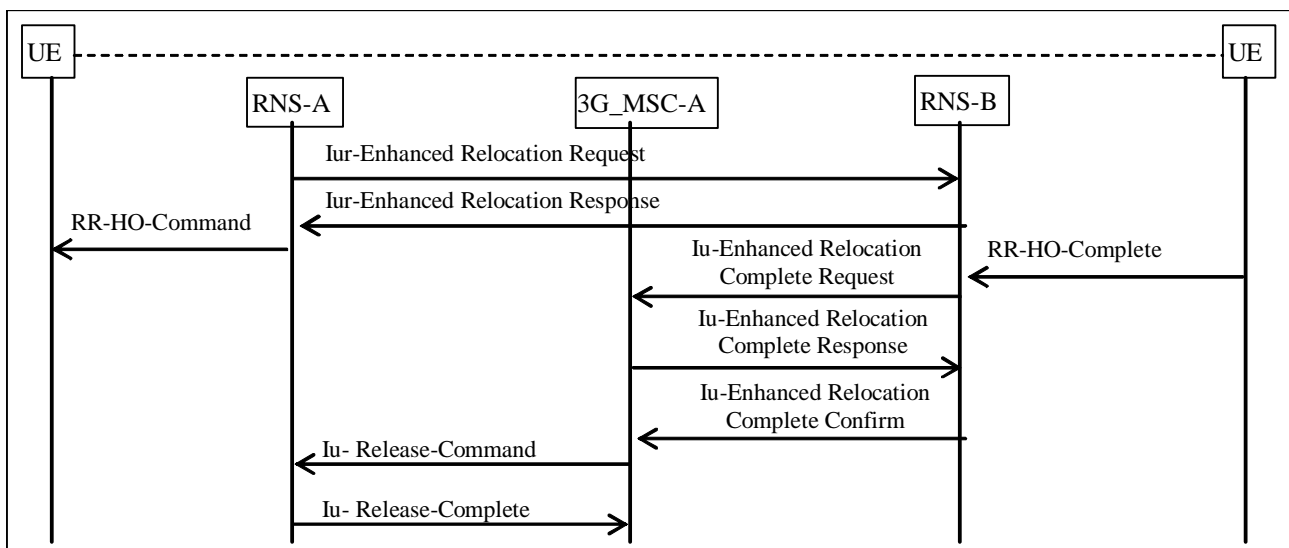 UE
UE
RNS-A
3G_MSC-A
RNS-B
Iur-Enhanced Relocation Request
Iur-Enhanced Relocation Response
RR-HO-Command
Iu-Enhanced Relocation
Complete Request
RR-HO-Complete
Iu-Enhanced Relocation
Complete Response
Iu-Enhanced Relocation
Complete Confirm
Iu- Release-Command
Iu- Release-Complete